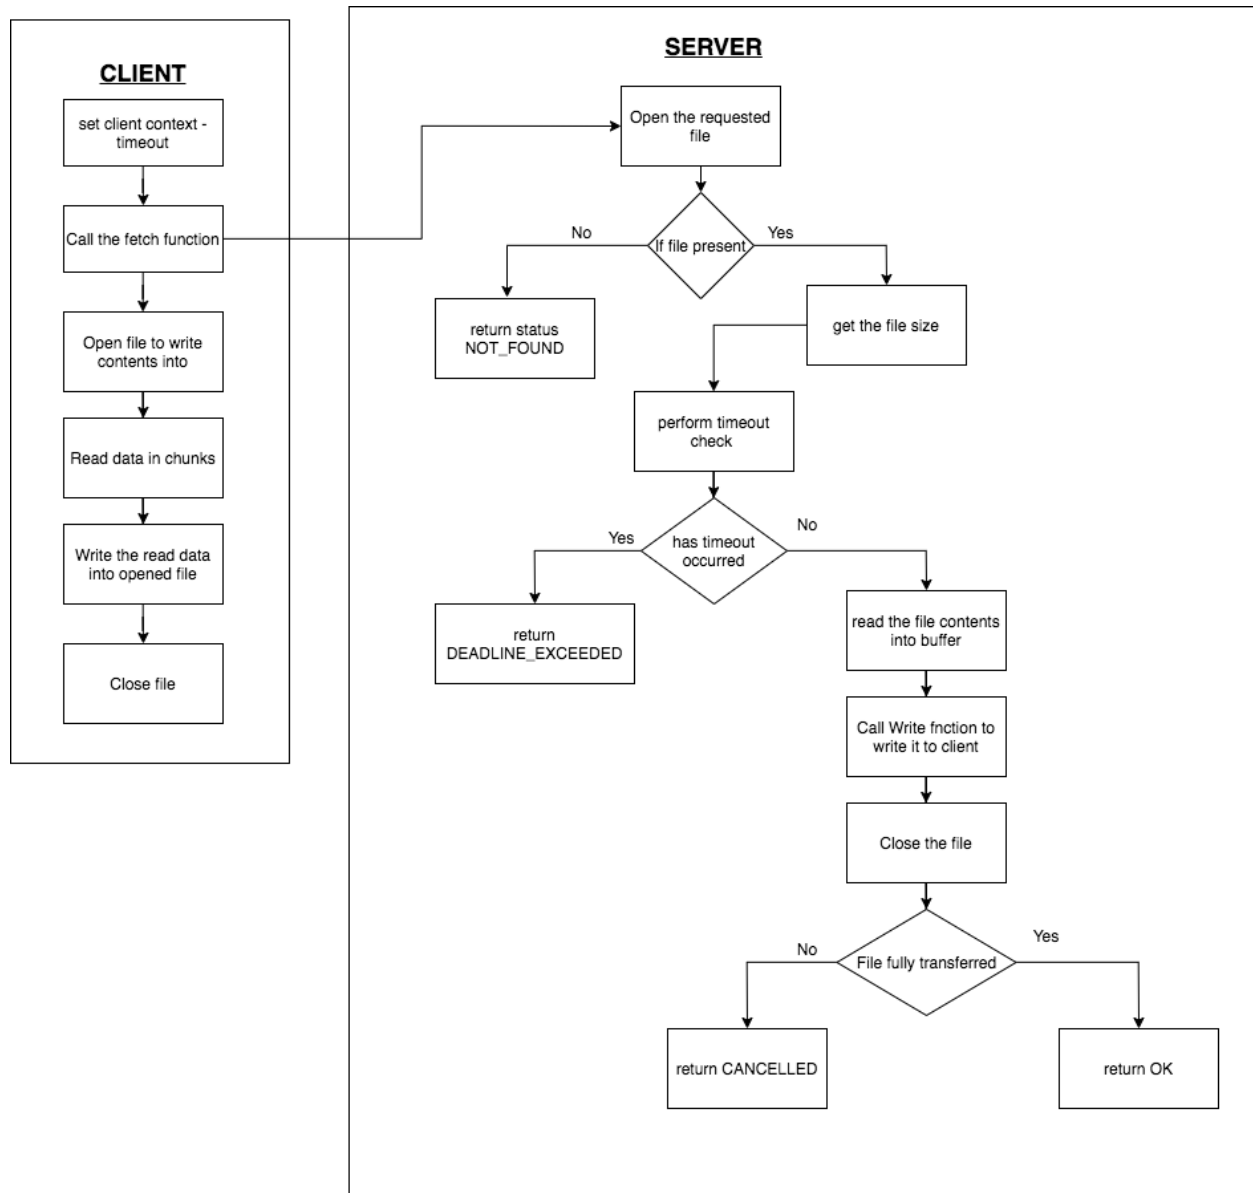 CLIENT
set client context -
timeout
Call the fetch function
Open file to write
contents into
Read data in chunks
Write the read data
into opened file
Close file
SERVER
Open the requested
file
If file present
No
Yes
return status
NOT_FOUND
get the file size
perform timeout
check
has timeout
occurred
Yes
No
return
DEADLINE_EXCEEDED
read the file contents
into buffer
Call Write fnction to
write it to client
Close the file
File fully transferred
No
Yes
return CANCELLED
return OK